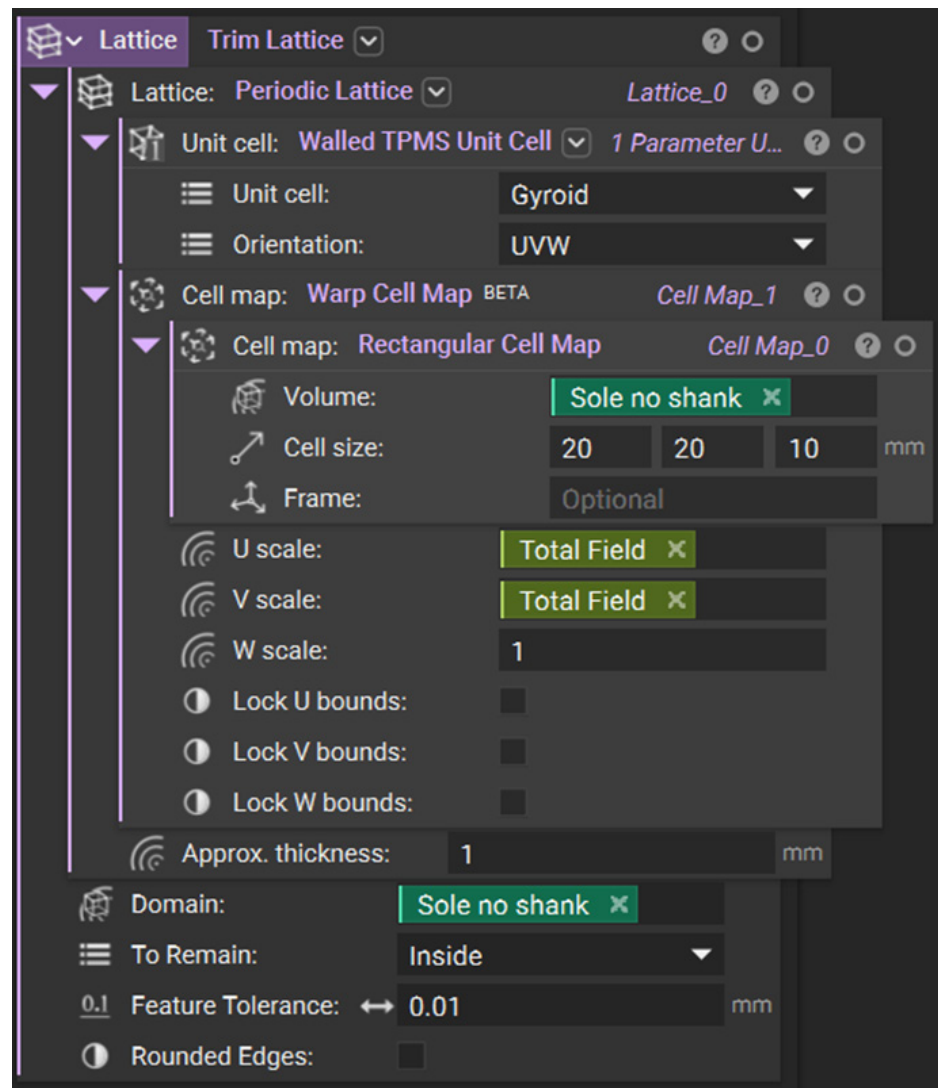 Lattice Trim Lattice ?
Lattice: Periodic Lattice Lattice_0 ?
Unit cell: Walled TPMS Unit Cell 1 Parameter U... ?
Unit cell: Gyroid
Orientation: UVW
Cell map: Warp Cell Map BETA Cell Map_1 ?
Cell map: Rectangular Cell Map Cell Map_0 ?
Volume: Sole no shank ×
Cell size: 20 20 10 mm
Frame: Optional
U scale: Total Field ×
V scale: Total Field ×
W scale: 1
Lock U bounds:
Lock V bounds:
Lock W bounds:
Approx. thickness: 1 mm
Domain: Sole no shank ×
To Remain: Inside
0.1 Feature Tolerance: ↔ 0.01 mm
Rounded Edges: